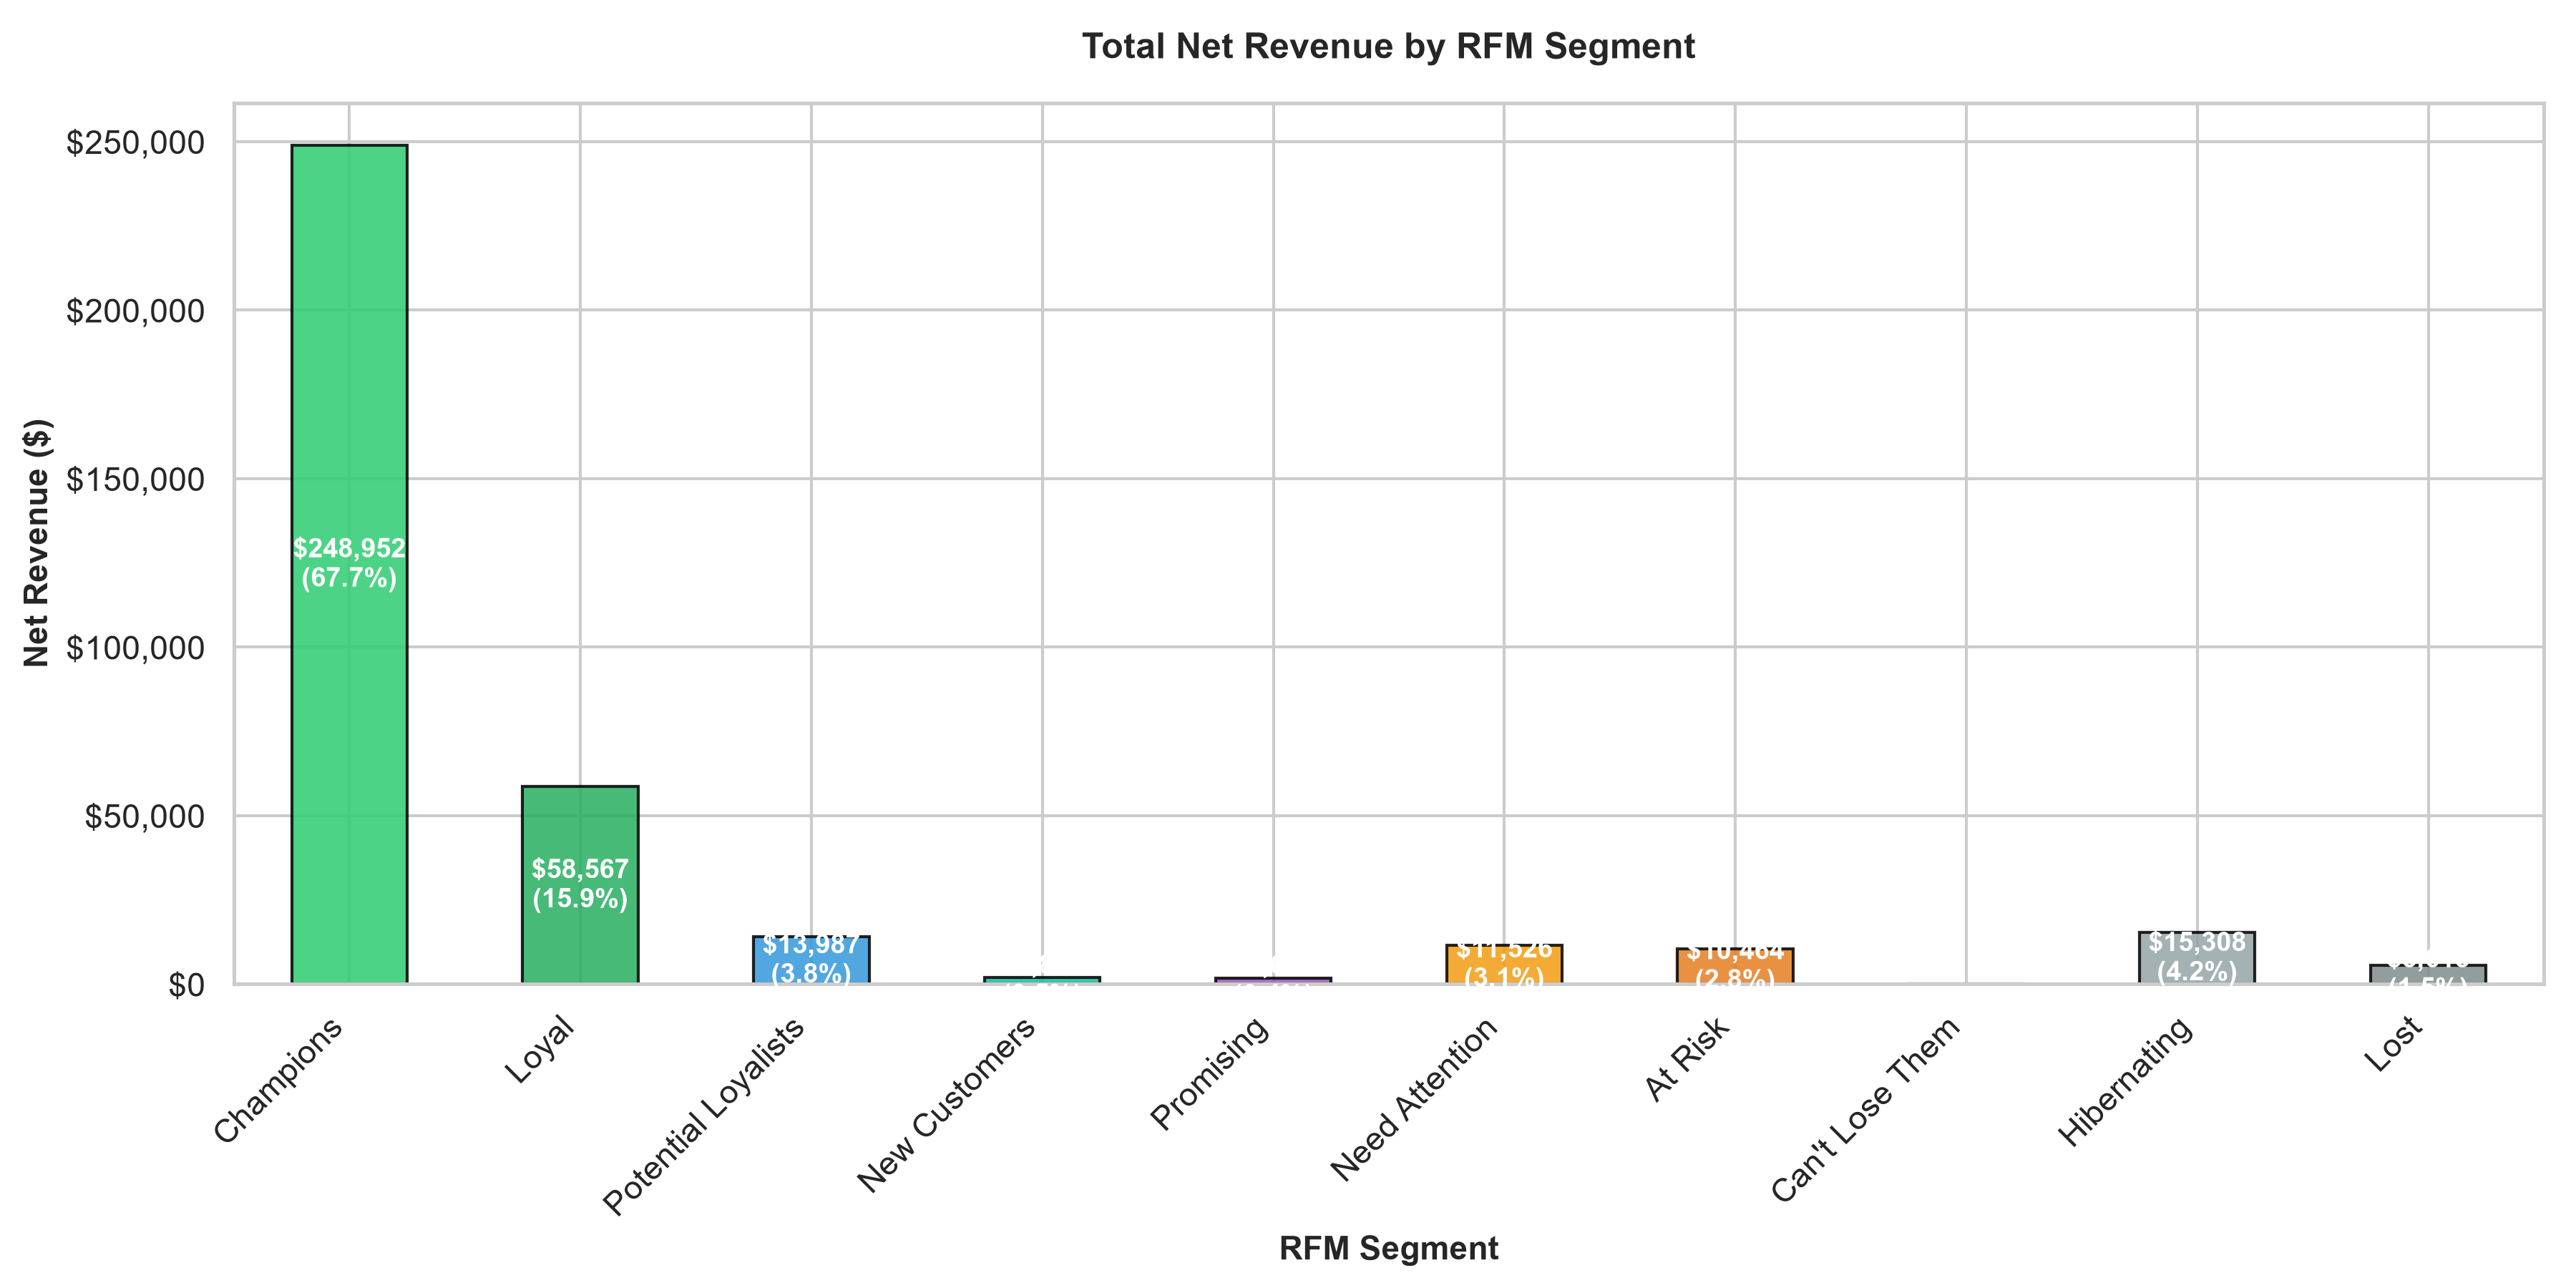 Total Net Revenue by RFM Segment
Net Revenue ($)
$250,000
$200,000
$150,000
$100,000
$50,000
$0
$248,952
(67.7%)
$58,567
(15.9%)
$13,987
(3.8%)
$11,526
(3.1%)
$10,464
(2.8%)
$15,308
(4.2%)
(1.5%)
Champions
Loyal
Potential Loyalists
New Customers
Promising
Need Attention
At Risk
Can't Lose Them
Hibernating
Lost
RFM Segment